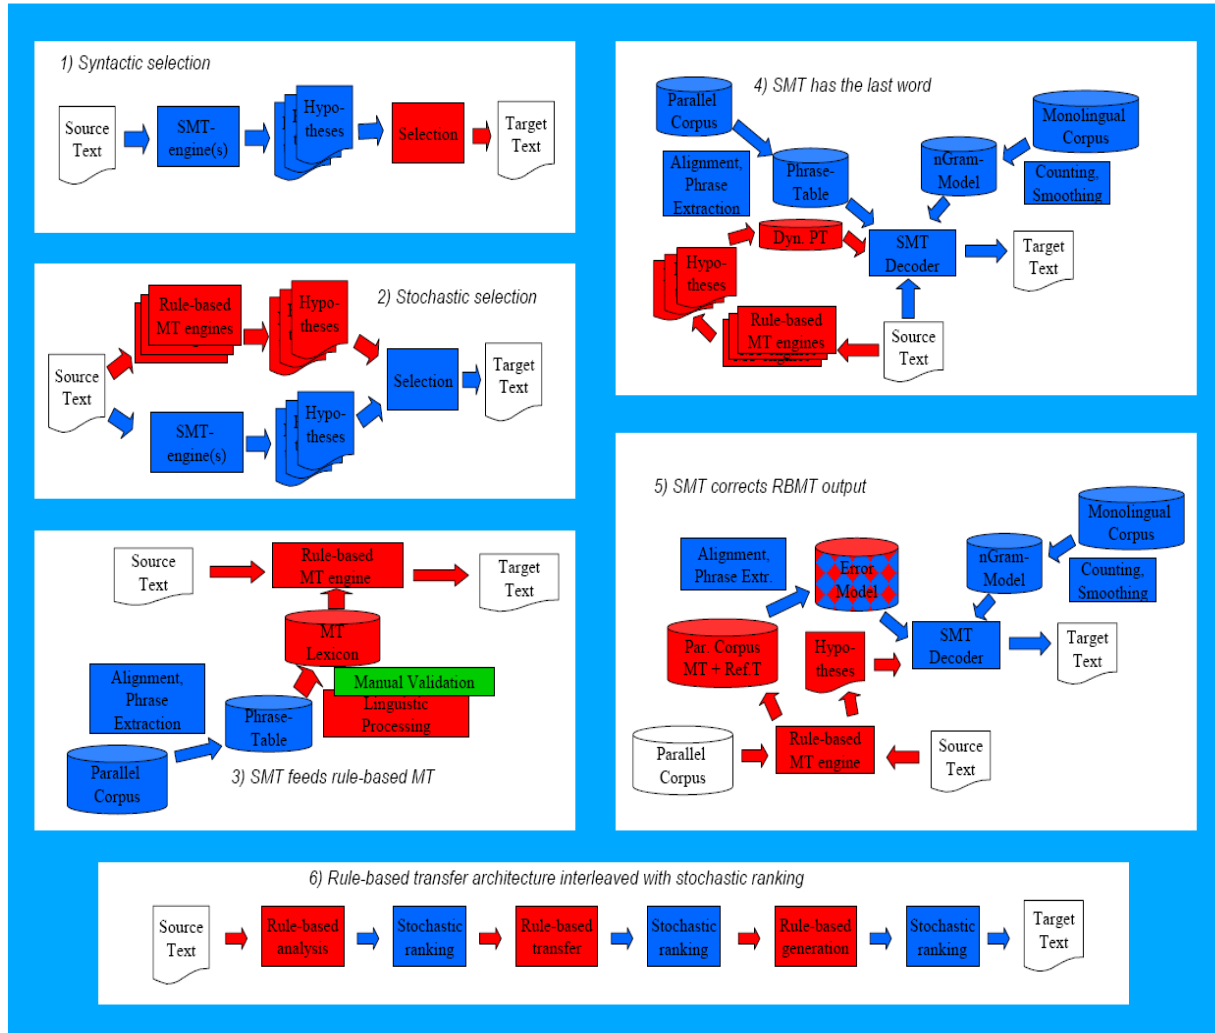 1) Syntactic selection
Source
Text
SMT-
engine(s)
Hypo-
theses
Selection
Target
Text
2) Stochastic selection
Source
Text
Rule-based
MT engines
Hypo-
theses
SMT-
engine(s)
Hypo-
theses
Selection
Target
Text
Source
Text
Rule-based
MT engine
Target
Text
MT
Lexicon
Manual Validation
Linguistic
Processing
Alignment,
Phrase
Extraction
Phrase-
Table
Parallel
Corpus
3) SMT feeds rule-based MT
4) SMT has the last word
Parallel
Corpus
Monolingual
Corpus
Alignment,
Phrase
Extraction
Phrase-
Table
nGram-
Model
Counting,
Smoothing
Dyn. PT
SMT
Decoder
Target
Text
Hypo-
theses
Rule-based
MT engines
Source
Text
5) SMT corrects RBMT output
Monolingual
Corpus
Alignment,
Phrase Extr.
Error
Model
nGram-
Model
Counting,
Smoothing
Par. Corpus
MT + Ref.T
Hypo-
theses
SMT
Decoder
Target
Text
Parallel
Corpus
Rule-based
MT engine
Source
Text
6) Rule-based transfer architecture interleaved with stochastic ranking
Source
Text
Rule-based
analysis
Stochastic
ranking
Rule-based
transfer
Stochastic
ranking
Rule-based
generation
Stochastic
ranking
Target
Text